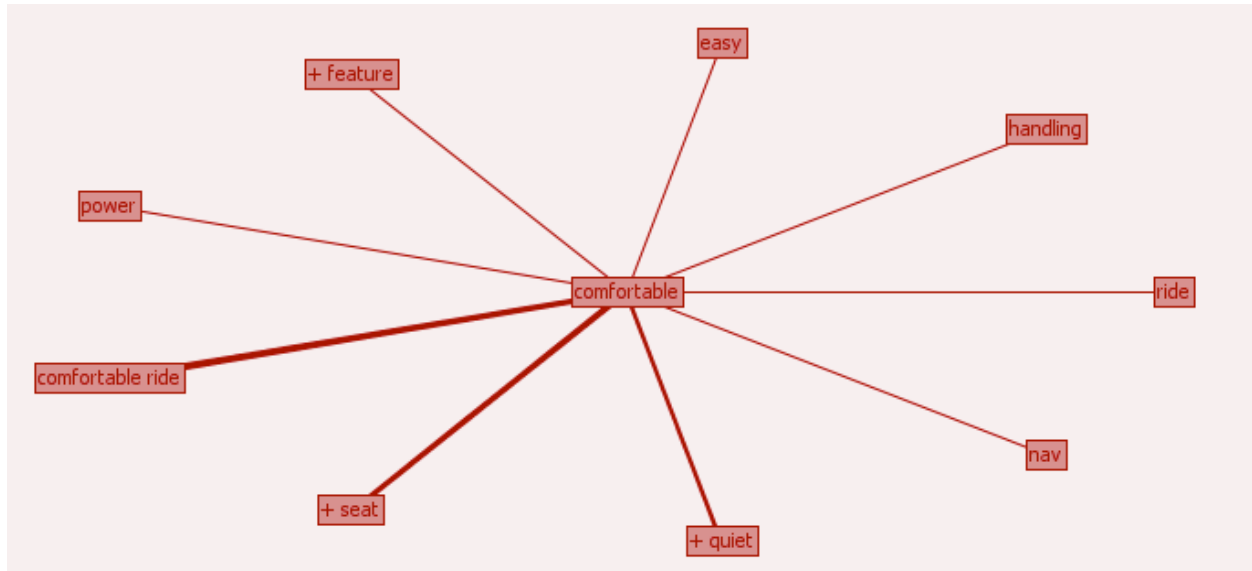 easy
+ feature
handling
power
comfortable
ride
comfortable ride
nav
+ seat
+ quiet